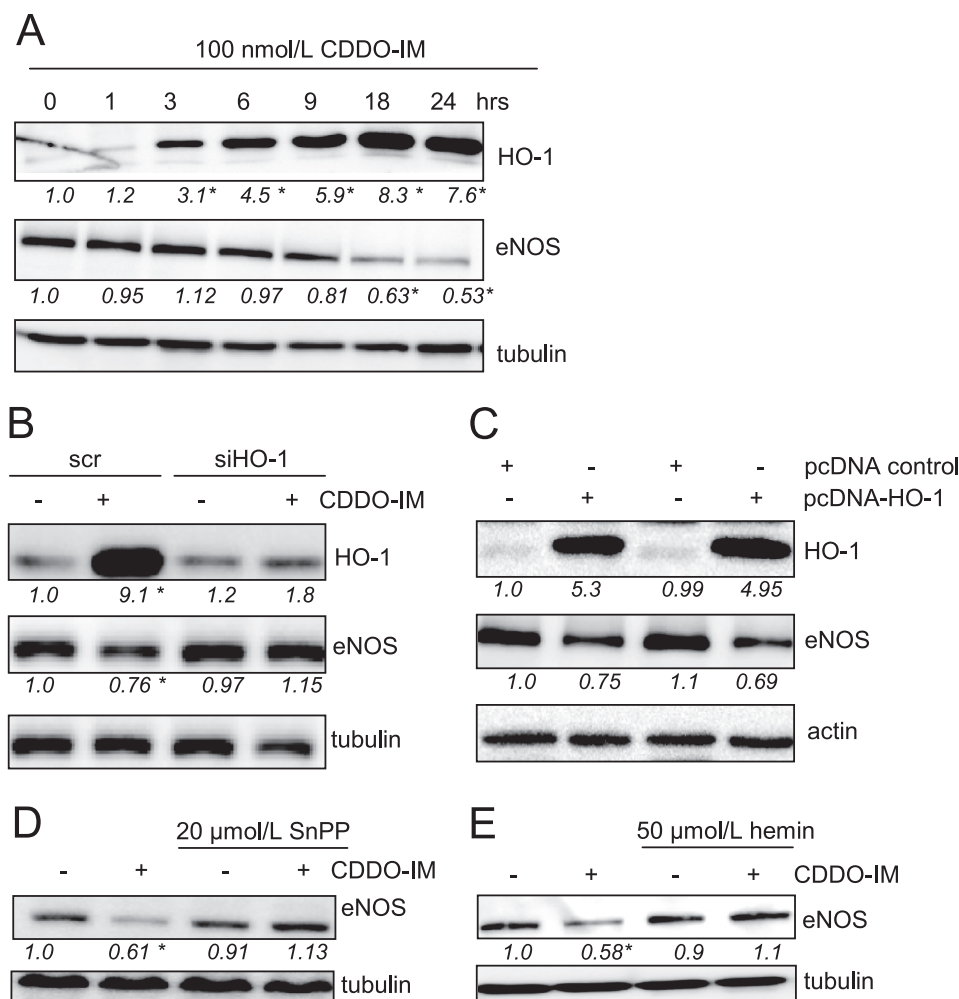 A
100 nmol/L CDDO-IM
0 1 3 6 9 18 24 hrs
HO-1
1.0 1.2 3.1* 4.5 * 5.9* 8.3 * 7.6*
eNOS
1.0 0.95 1.12 0.97 0.81 0.63* 0.53*
tubulin
B
scr siHO-1
- + - + CDDO-IM
HO-1
1.0 9.1 * 1.2 1.8
eNOS
1.0 0.76 * 0.97 1.15
tubulin
C
+ - + - pcDNA control
- + - + pcDNA-HO-1
HO-1
1.0 5.3 0.99 4.95
eNOS
1.0 0.75 1.1 0.69
actin
D
20 µmol/L SnPP
- + - + CDDO-IM
eNOS
1.0 0.61 * 0.91 1.13
tubulin
E
50 µmol/L hemin
- + - + CDDO-IM
eNOS
1.0 0.58* 0.9 1.1
tubulin